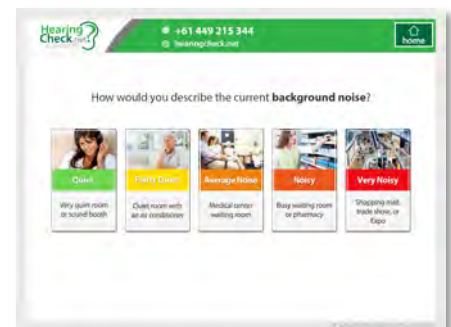 Hearing
Check.net
+61 449 215 344
hearingcheck.net
home
How would you describe the current background noise?
Quiet
Fairly Quiet
Average Noise
Noisy
Very Noisy
Very quiet room
or sound booth
Quiet room with
an air conditioner
Medical center
waiting room
Busy waiting room
or pharmacy
Shopping mall,
trade show, or
Expo